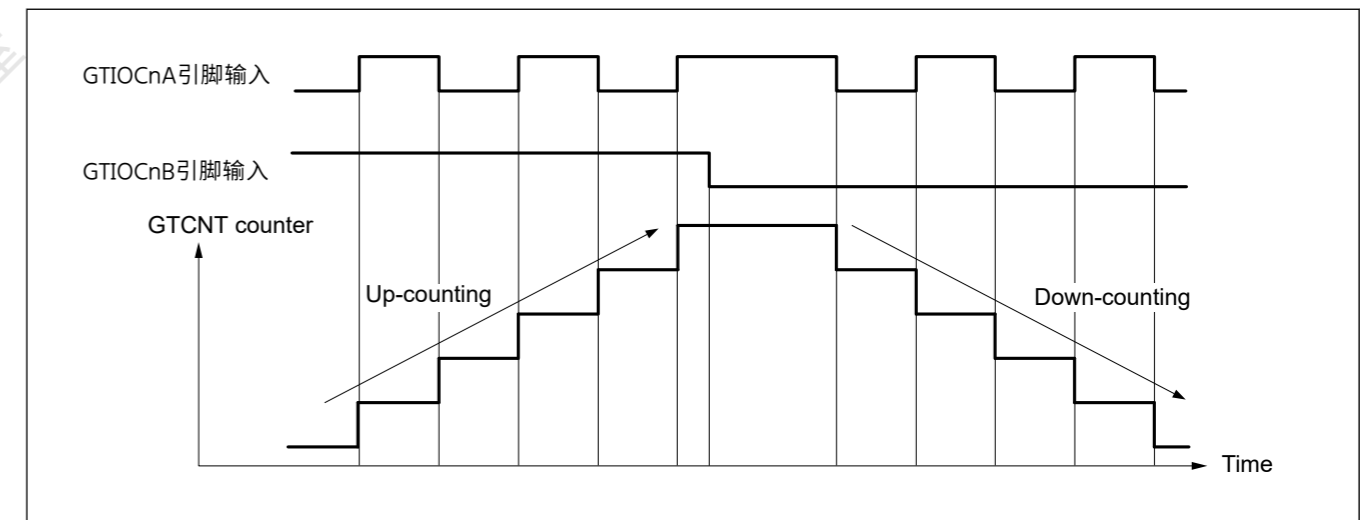 GTIOCnA引脚输入
GTIOCnB引脚输入
GTCNT counter
Up-counting
Down-counting
Time